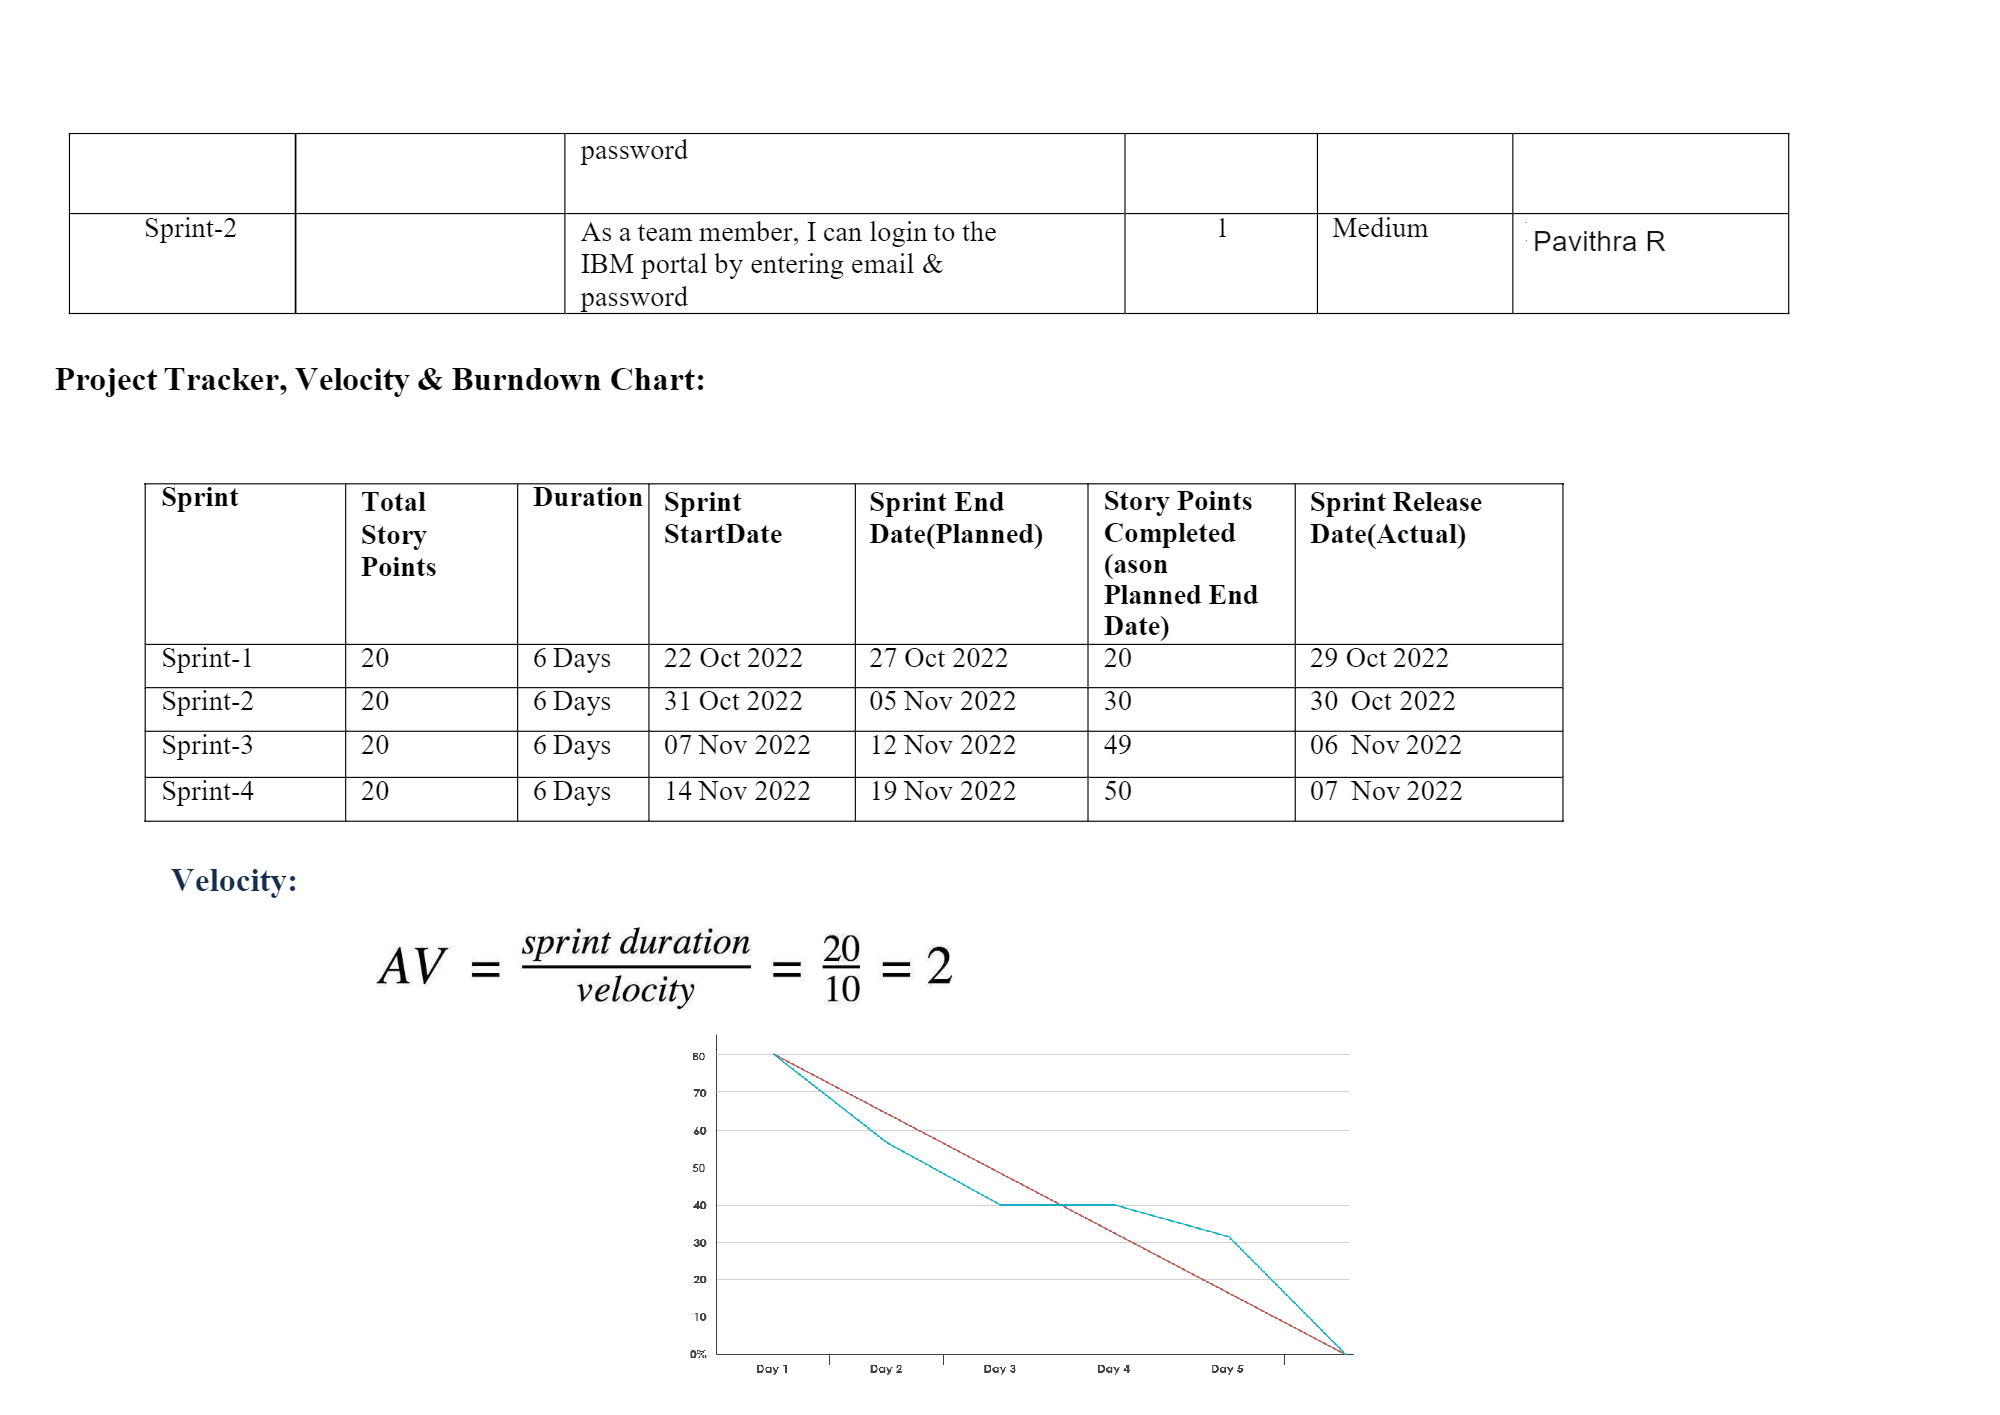 password
Sprint-2 As a team member, I can login to the 1 Medium Pavithra R
IBM portal by entering email &
password
Project Tracker, Velocity & Burndown Chart:
Sprint Total Duration Sprint Sprint End Story Points Sprint Release
Story StartDate Date(Planned) Completed Date(Actual)
Points (ason
Planned End
Date)
Sprint-1 20 6 Days 22 Oct 2022 27 Oct 2022 20 29 Oct 2022
Sprint-2 20 6 Days 31 Oct 2022 05 Nov 2022 30 30 Oct 2022
Sprint-3 20 6 Days 07 Nov 2022 12 Nov 2022 49 06 Nov 2022
Sprint-4 20 6 Days 14 Nov 2022 19 Nov 2022 50 07 Nov 2022
Velocity:
AV = sprint duration / velocity = 20 / 10 = 2
80
70
60
50
40
30
20
10
0%
Day 1 Day 2 Day 3 Day 4 Day 5